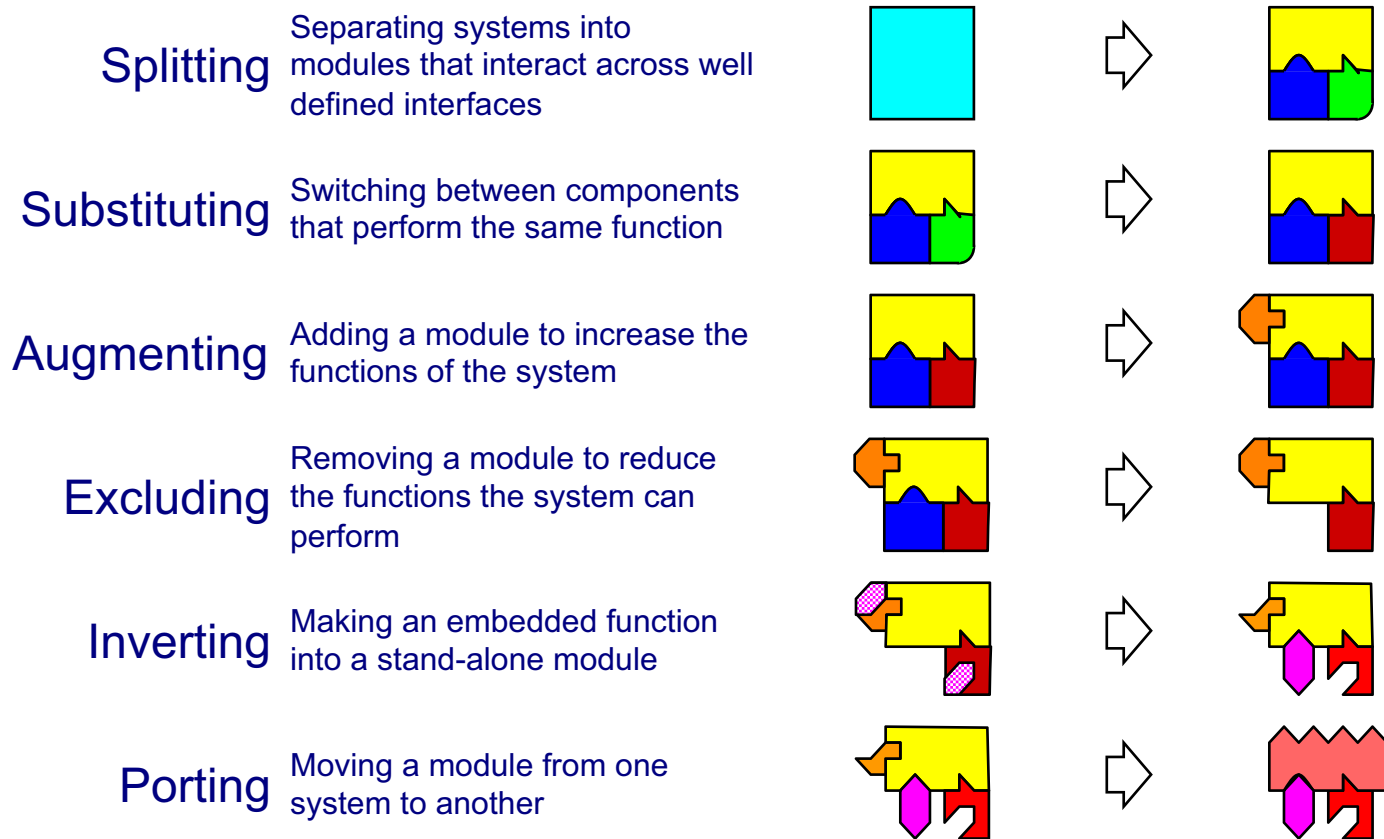 Splitting
Separating systems into
modules that interact across well
defined interfaces
Substituting
Switching between components
that perform the same function
Augmenting
Adding a module to increase the
functions of the system
Excluding
Removing a module to reduce
the functions the system can
perform
Inverting
Making an embedded function
into a stand-alone module
Porting
Moving a module from one
system to another